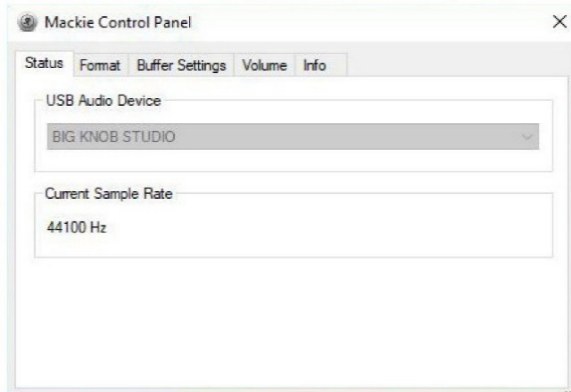 Mackie Control Panel
Status Format Buffer Settings Volume Info
USB Audio Device
BIG KNOB STUDIO
Current Sample Rate
44100 Hz